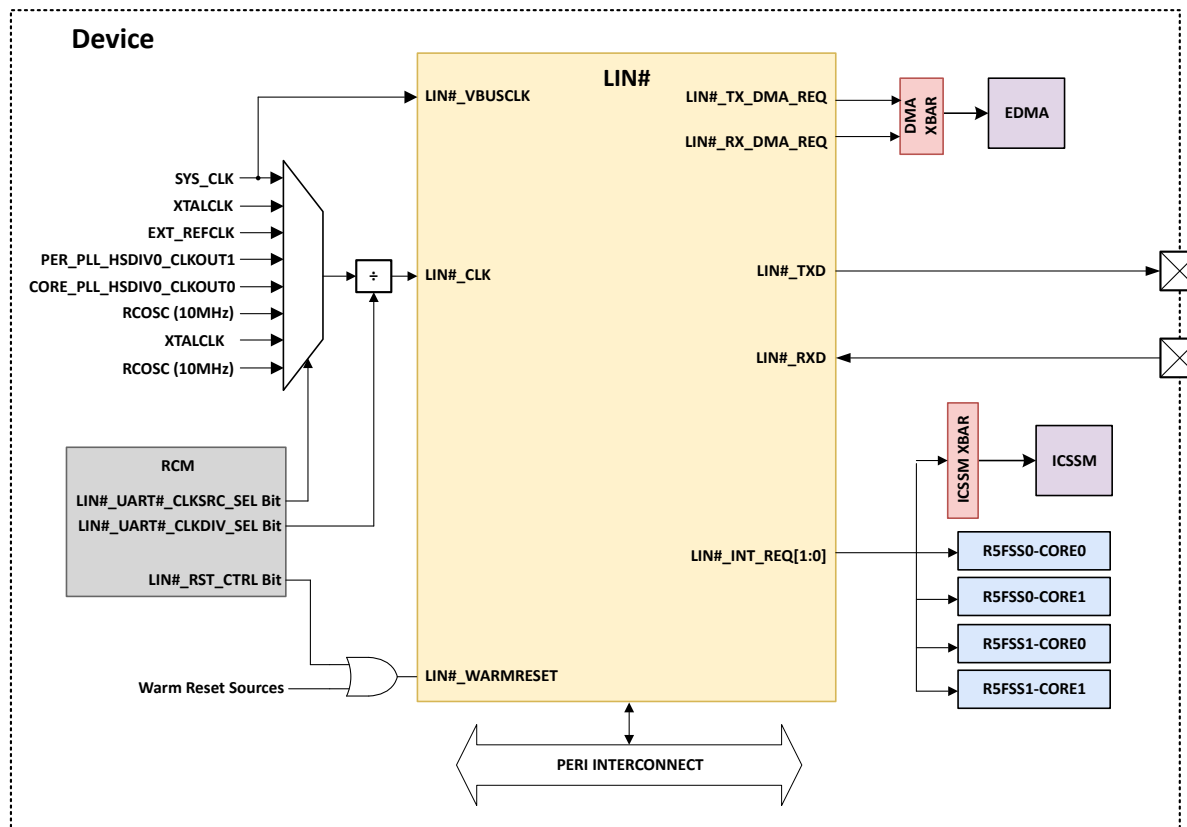 Device
LIN#
LIN#_VBUSCLK
LIN#_TX_DMA_REQ
LIN#_RX_DMA_REQ
DMA
XBAR
EDMA
SYS_CLK
XTALCLK
EXT_REFCLK
PER_PLL_HSDIV0_CLKOUT1
CORE_PLL_HSDIV0_CLKOUT0
RCOSC (10MHz)
XTALCLK
RCOSC (10MHz)
÷
LIN#_CLK
LIN#_TXD
LIN#_RXD
RCM
LIN#_UART#_CLKSRC_SEL Bit
LIN#_UART#_CLKDIV_SEL Bit
LIN#_RST_CTRL Bit
Warm Reset Sources
LIN#_WARMRESET
ICSSM XBAR
ICSSM
LIN#_INT_REQ[1:0]
R5FSS0-CORE0
R5FSS0-CORE1
R5FSS1-CORE0
R5FSS1-CORE1
PERI INTERCONNECT